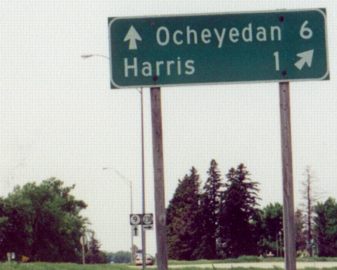 Ocheyedan 6
Harris 1